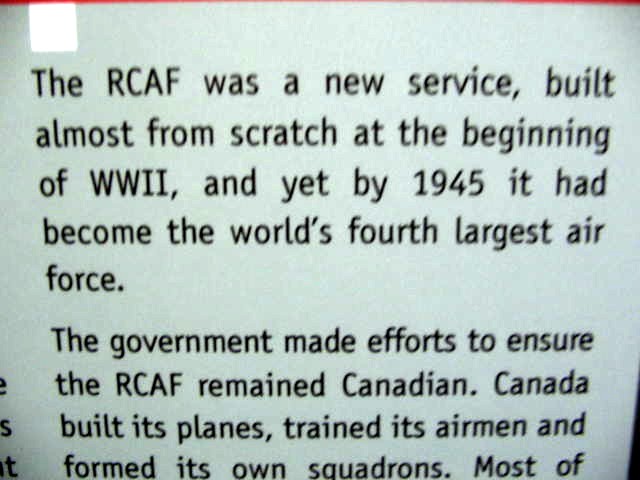 The RCAF was a new service, built
almost from scratch at the beginning
of WWII, and yet by 1945 it had
become the world's fourth largest air
force.
The government made efforts to ensure
the RCAF remained Canadian. Canada
built its planes, trained its airmen and
formed its own squadrons. Most of